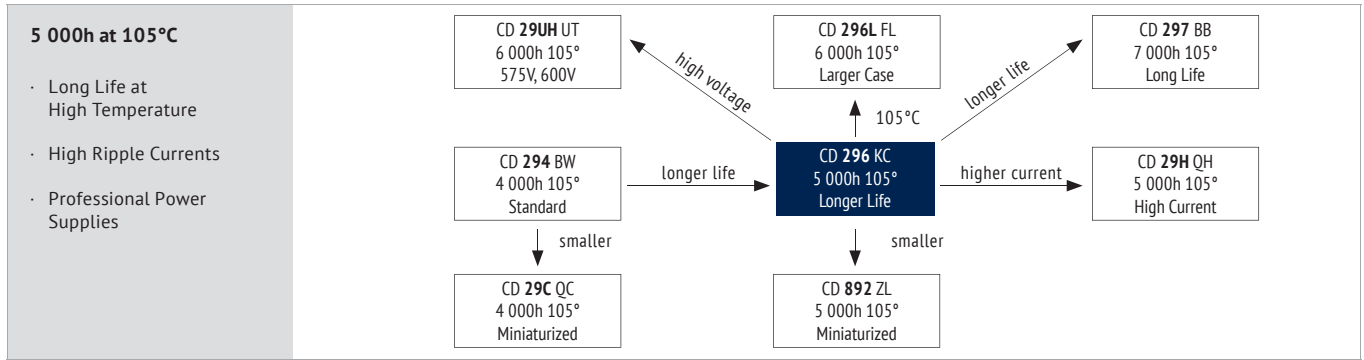 5 000h at 105°C
· Long Life at
High Temperature
· High Ripple Currents
· Professional Power
Supplies
CD 29UH UT
6 000h 105°
575V, 600V
high voltage
CD 296L FL
6 000h 105°
Larger Case
105°C
longer life
CD 297 BB
7 000h 105°
Long Life
CD 294 BW
4 000h 105°
Standard
longer life
CD 296 KC
5 000h 105°
Longer Life
higher current
CD 29H QH
5 000h 105°
High Current
smaller
smaller
CD 29C QC
4 000h 105°
Miniaturized
CD 892 ZL
5 000h 105°
Miniaturized